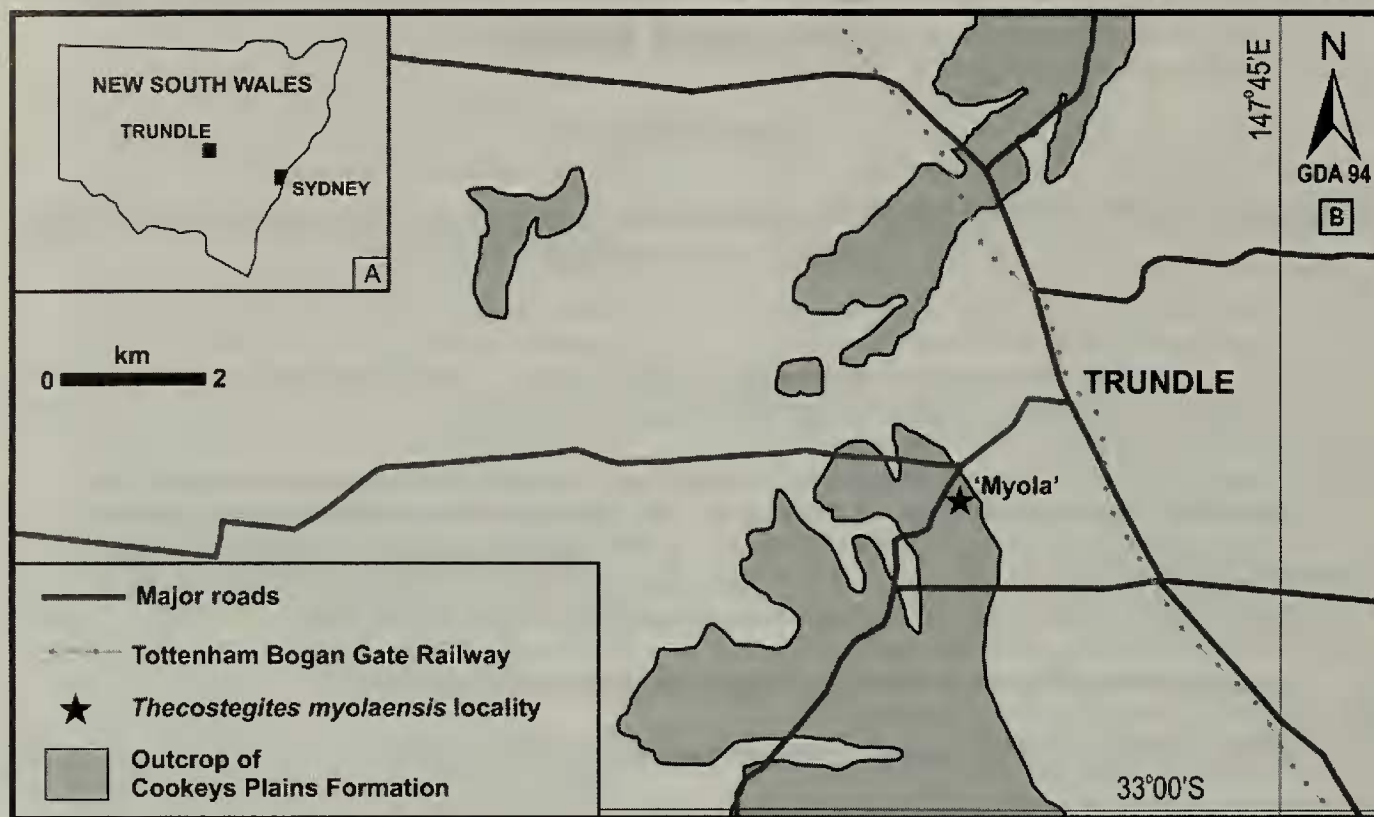 NEW SOUTH WALES
TRUNDLE
SYDNEY
A
147°45'E
N
GDA 94
B
km
0 2
TRUNDLE
'Myola'
Major roads
Tottenham Bogan Gate Railway
Thecostegites myolaensis locality
Outcrop of
Cookeys Plains Formation
33°00'S